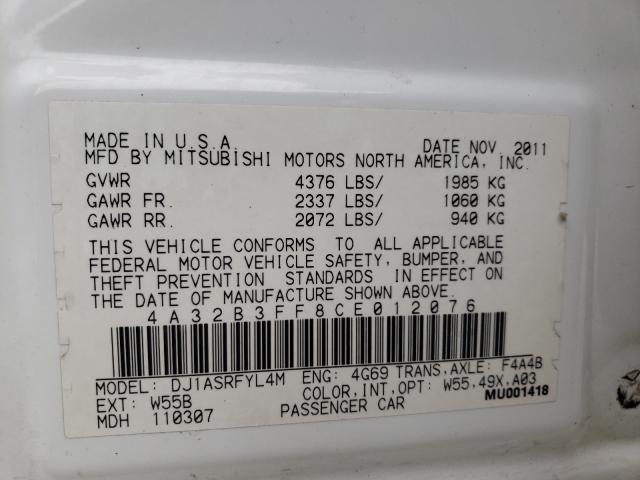 MADE IN U.S.A. DATE NOV. 2011
MFD BY MITSUBISHI MOTORS NORTH AMERICA, INC.
GVWR 4376 LBS/ 1985 KG
GAWR FR. 2337 LBS/ 1060 KG
GAWR RR. 2072 LBS/ 940 KG
THIS VEHICLE CONFORMS TO ALL APPLICABLE
FEDERAL MOTOR VEHICLE SAFETY, BUMPER, AND
THEFT PREVENTION STANDARDS IN EFFECT ON
THE DATE OF MANUFACTURE SHOWN ABOVE.
4A32B3FF8CE012076
MODEL: DJ1ASRFYL4M ENG: 4G69 TRANS,AXLE: F4A4B
EXT: W55B COLOR,INT,OPT: W55,49X,A03
MDH 110307 PASSENGER CAR MU001418